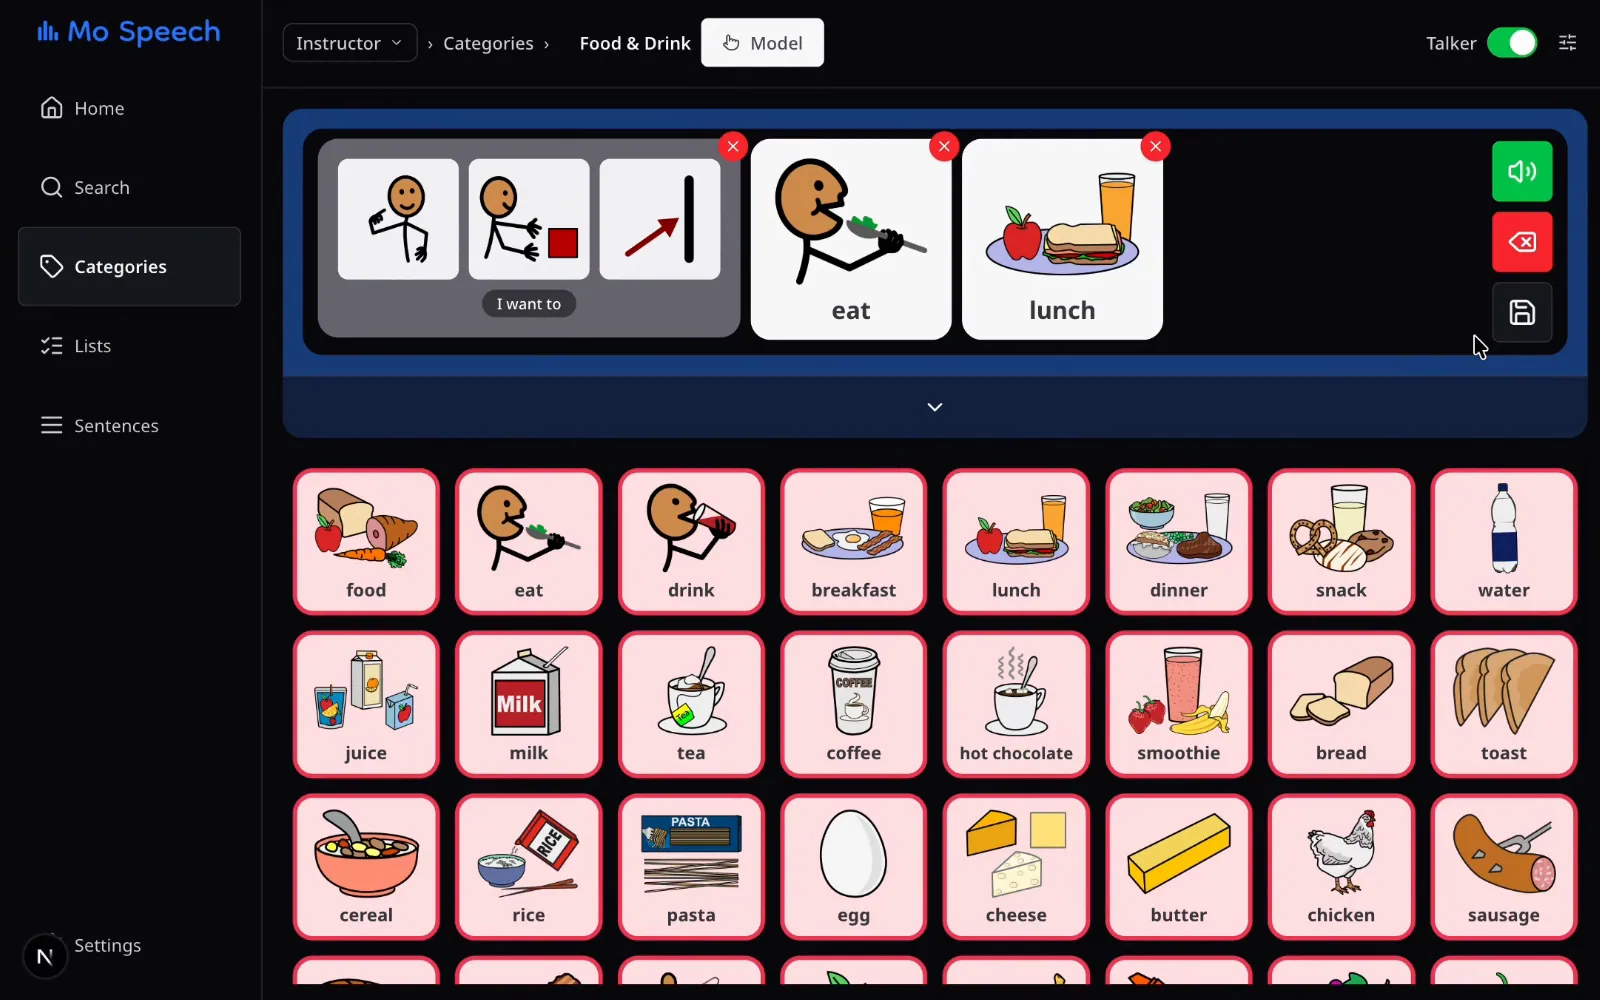 Mo Speech
Instructor
› Categories ›
Food & Drink
Model
Talker
Home
Search
Categories
Lists
Sentences
Settings
N
I want to
eat
lunch
food
eat
drink
breakfast
lunch
dinner
snack
water
Milk
Tea
COFFEE
juice
milk
tea
coffee
hot chocolate
smoothie
bread
toast
RICE
PASTA
cereal
rice
pasta
egg
cheese
butter
chicken
sausage